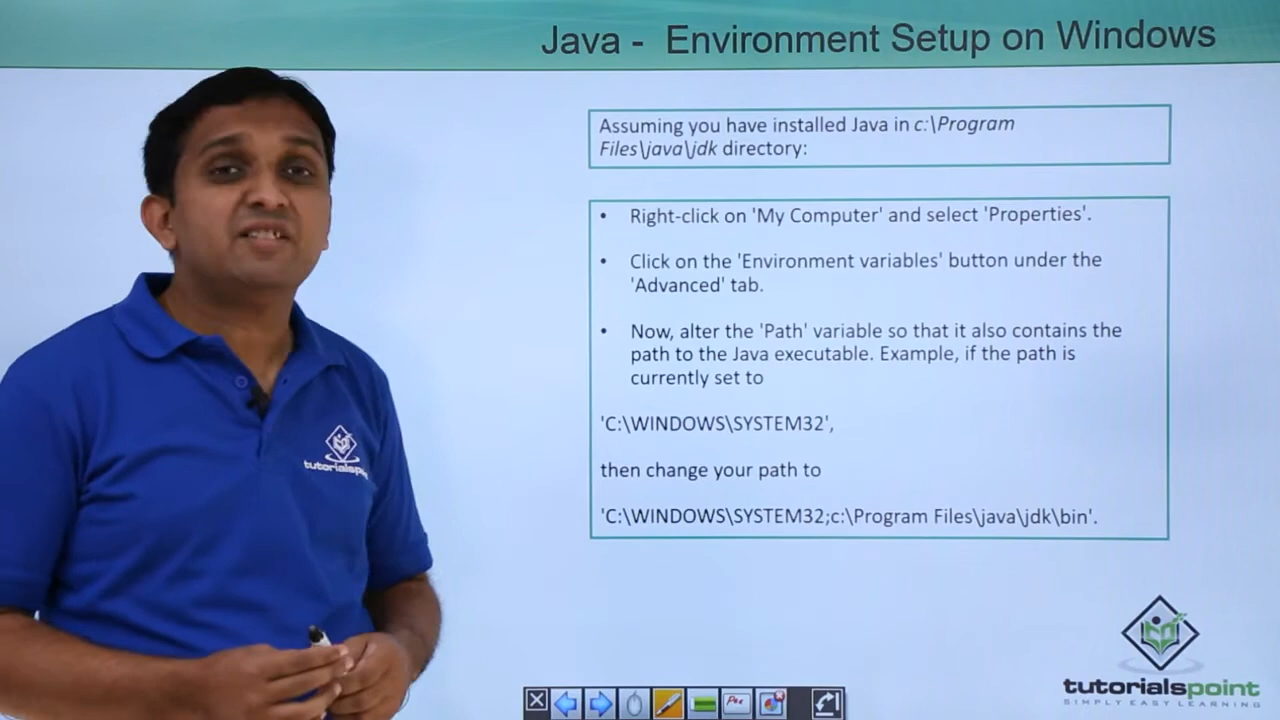 Java -  Environment Setup on Windows
Assuming you have installed Java in c:\Program
Files\java\jdk directory:
• Right-click on 'My Computer' and select 'Properties'.
• Click on the 'Environment variables' button under the
'Advanced' tab.
• Now, alter the 'Path' variable so that it also contains the
path to the Java executable. Example, if the path is
currently set to
'C:\WINDOWS\SYSTEM32',
then change your path to
'C:\WINDOWS\SYSTEM32;c:\Program Files\java\jdk\bin'.
tutorialspoint
tutorialspoint
SIMPLY EASY LEARNING